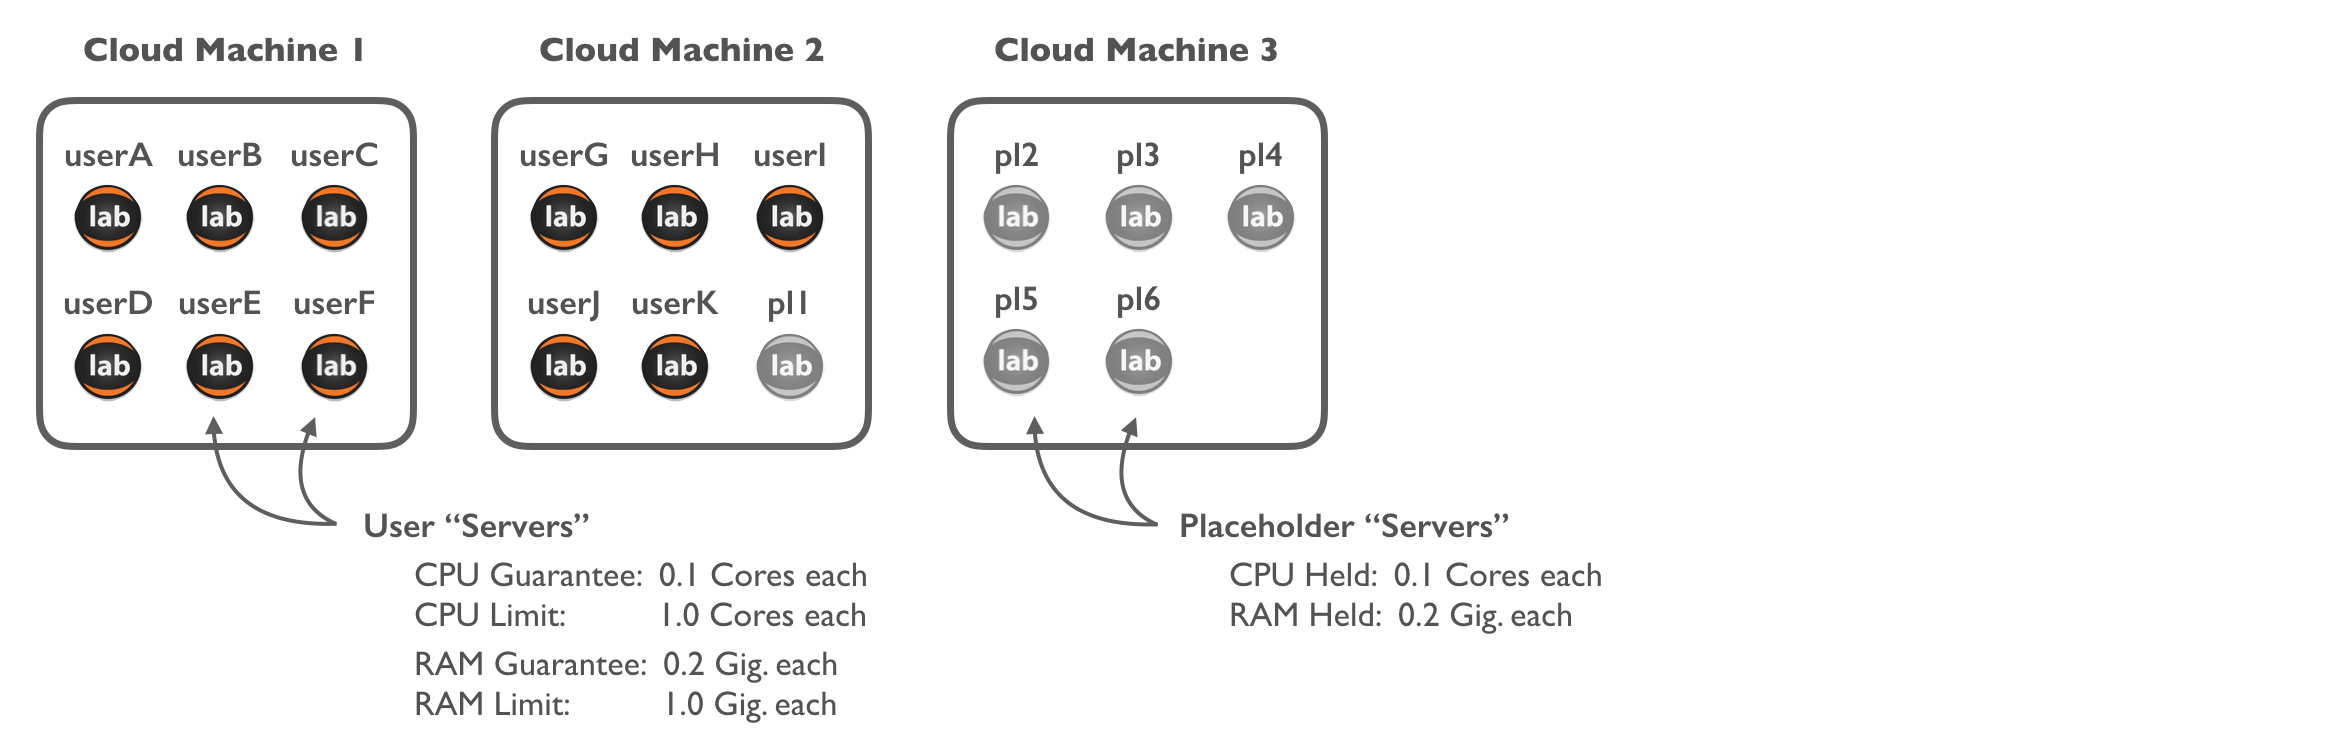 Cloud Machine 1 Cloud Machine 2 Cloud Machine 3
userA userB userC userG userH userI pl2 pl3 pl4
lab lab lab lab lab lab lab lab lab
userD userE userF userJ userK pl1 pl5 pl6
lab lab lab lab lab lab lab lab
User “Servers”
CPU Guarantee: 0.1 Cores each
CPU Limit: 1.0 Cores each
RAM Guarantee: 0.2 Gig. each
RAM Limit: 1.0 Gig. each
Placeholder “Servers”
CPU Held: 0.1 Cores each
RAM Held: 0.2 Gig. each